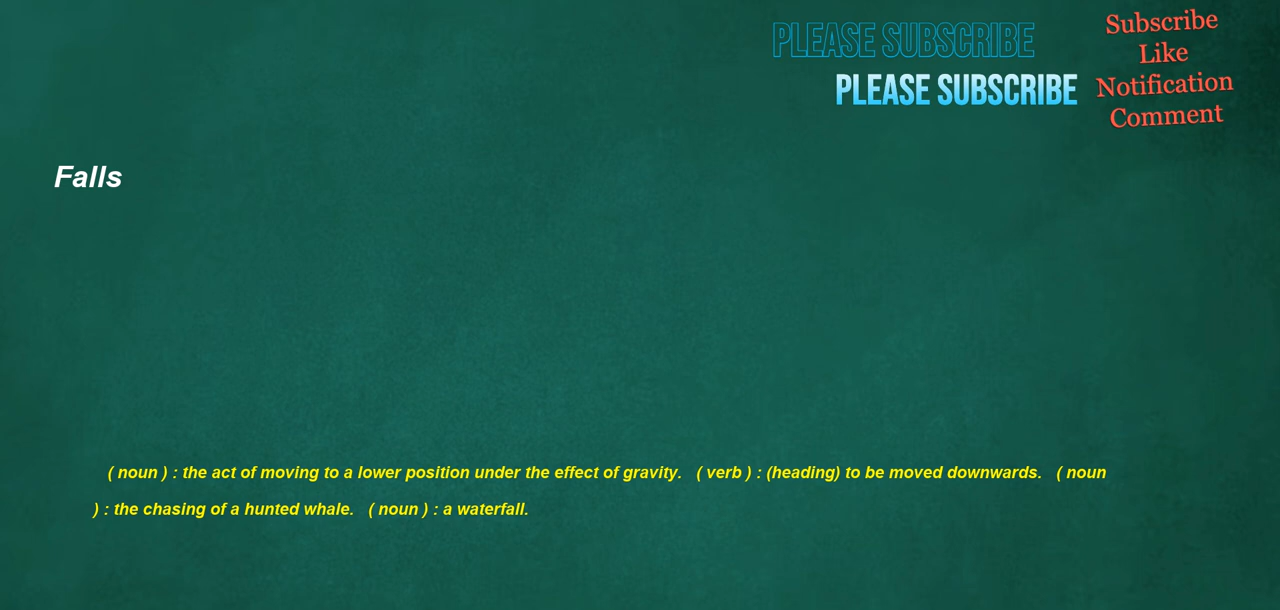 PLEASE SUBSCRIBE
PLEASE SUBSCRIBE
Subscribe
Like
Notification
Comment
Falls
( noun ) : the act of moving to a lower position under the effect of gravity. ( verb ) : (heading) to be moved downwards. ( noun
) : the chasing of a hunted whale. ( noun ) : a waterfall.